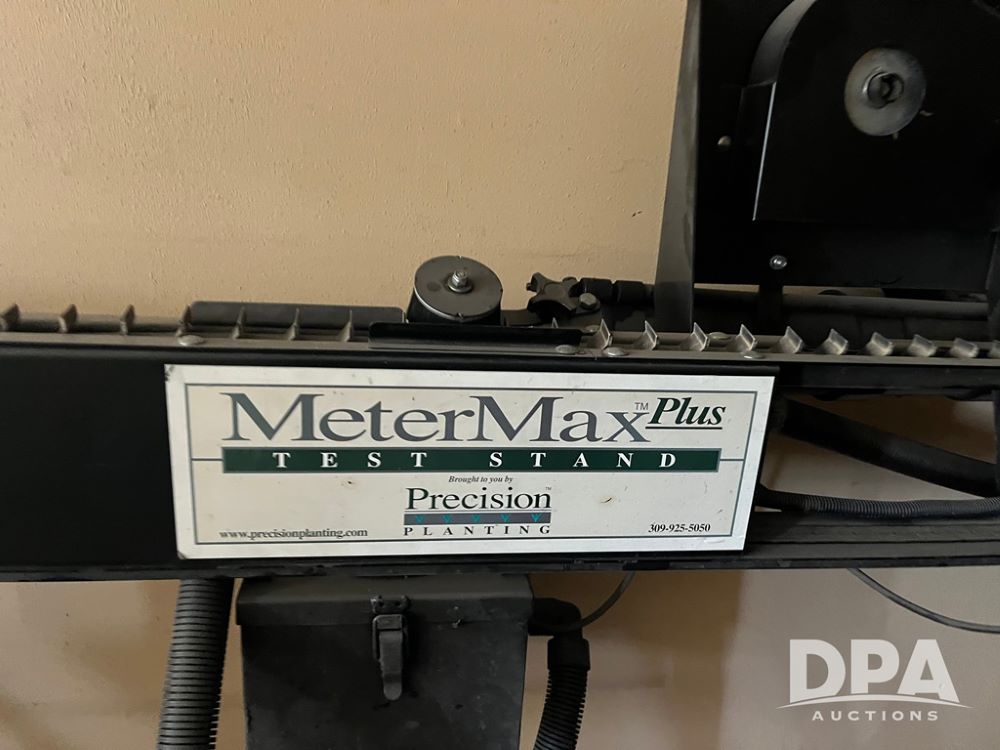 MeterMax™ Plus
TEST STAND
Brought to you by
Precision™
PLANTING
www.precisionplanting.com
309-925-5050
DPA
AUCTIONS